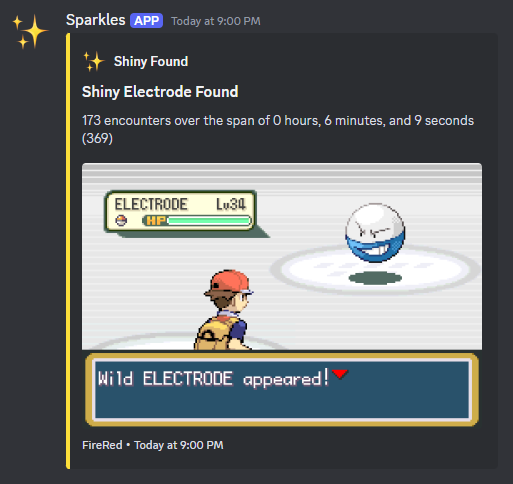 Sparkles APP Today at 9:00 PM
Shiny Found
Shiny Electrode Found
173 encounters over the span of 0 hours, 6 minutes, and 9 seconds
(369)
ELECTRODE Lv34
HP
Wild ELECTRODE appeared!
FireRed • Today at 9:00 PM